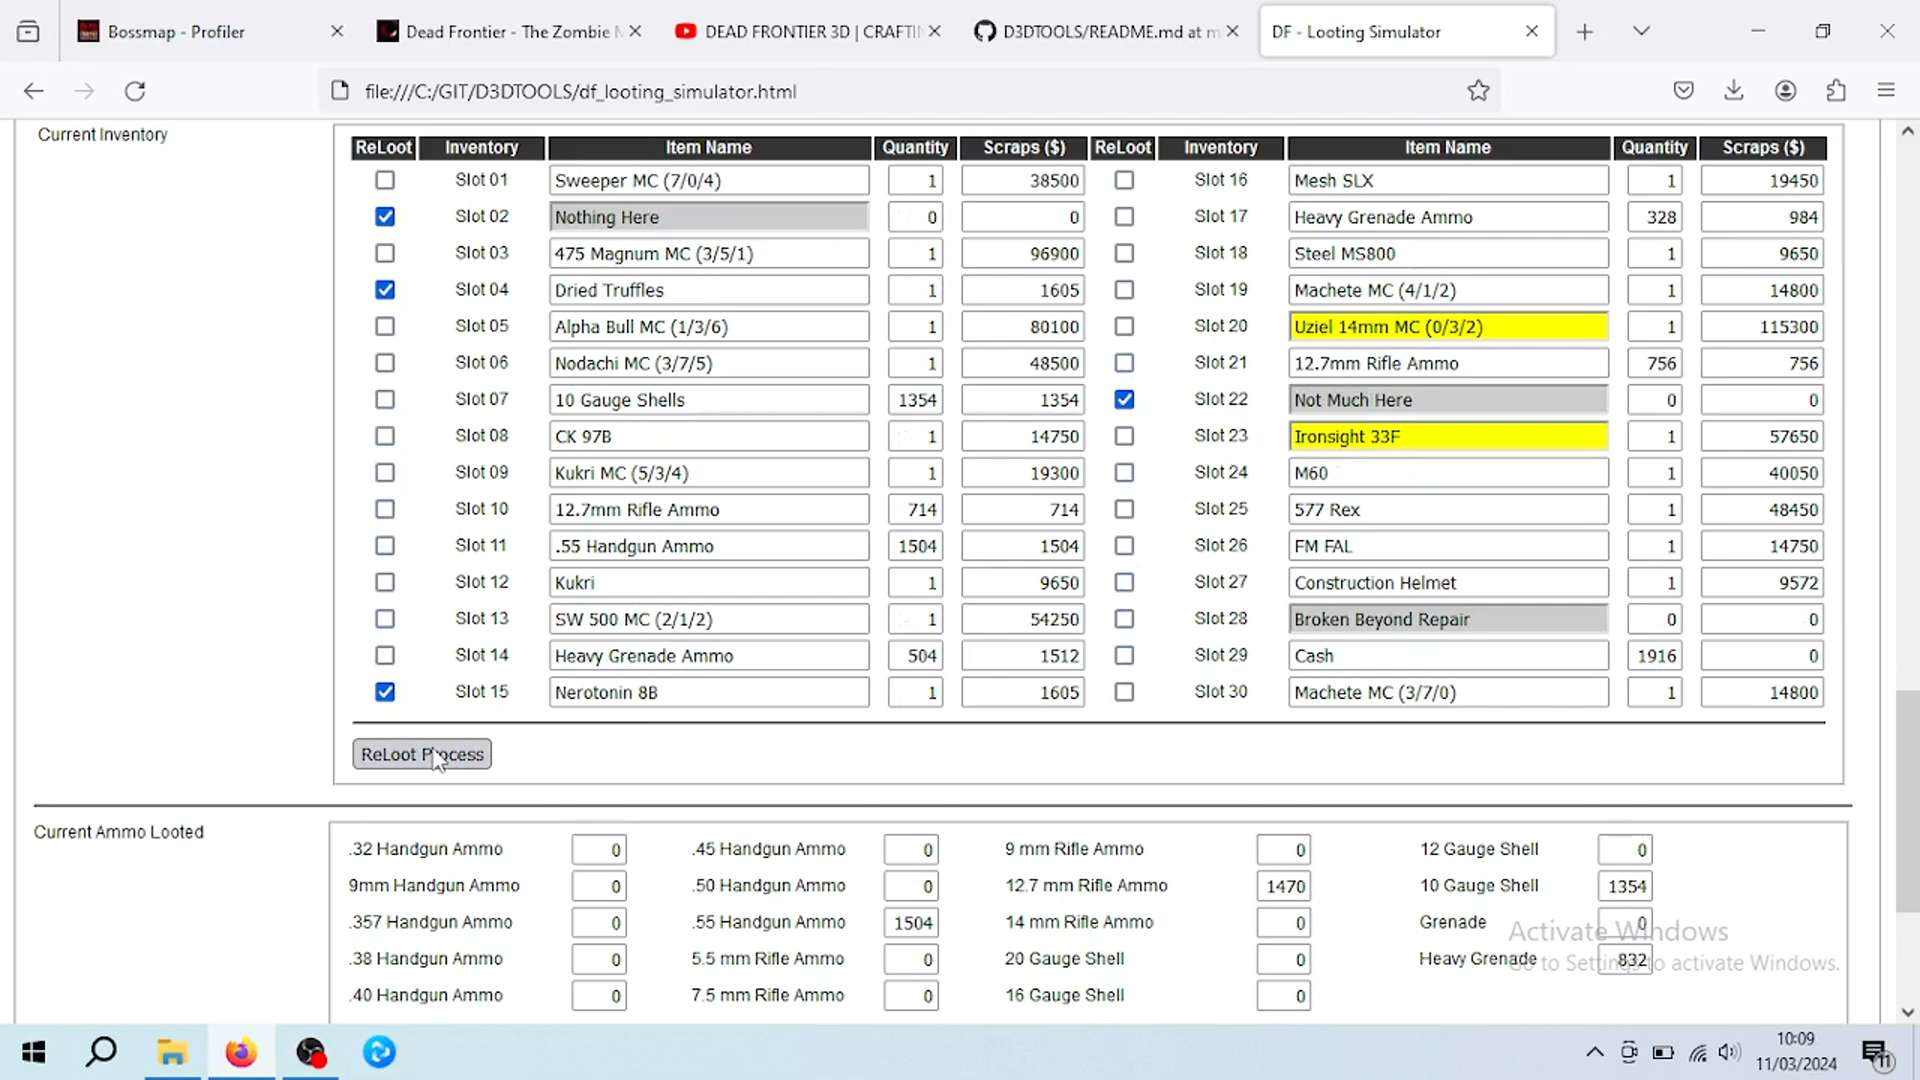 Bossmap - Profiler
Dead Frontier - The Zombie M
DEAD FRONTIER 3D | CRAFTIN
D3DTOOLS/README.md at m
DF - Looting Simulator
file:///C:/GIT/D3DTOOLS/df_looting_simulator.html
Current Inventory
ReLoot Inventory Item Name Quantity Scraps ($) ReLoot Inventory Item Name Quantity Scraps ($)
Slot 01 Sweeper MC (7/0/4) 1 38500 Slot 16 Mesh SLX 1 19450
Slot 02 Nothing Here 0 0 Slot 17 Heavy Grenade Ammo 328 984
Slot 03 475 Magnum MC (3/5/1) 1 96900 Slot 18 Steel MS800 1 9650
Slot 04 Dried Truffles 1 1605 Slot 19 Machete MC (4/1/2) 1 14800
Slot 05 Alpha Bull MC (1/3/6) 1 80100 Slot 20 Uziel 14mm MC (0/3/2) 1 115300
Slot 06 Nodachi MC (3/7/5) 1 48500 Slot 21 12.7mm Rifle Ammo 756 756
Slot 07 10 Gauge Shells 1354 1354 Slot 22 Not Much Here 0 0
Slot 08 CK 97B 1 14750 Slot 23 Ironsight 33F 1 57650
Slot 09 Kukri MC (5/3/4) 1 19300 Slot 24 M60 1 40050
Slot 10 12.7mm Rifle Ammo 714 714 Slot 25 577 Rex 1 48450
Slot 11 .55 Handgun Ammo 1504 1504 Slot 26 FM FAL 1 14750
Slot 12 Kukri 1 9650 Slot 27 Construction Helmet 1 9572
Slot 13 SW 500 MC (2/1/2) 1 54250 Slot 28 Broken Beyond Repair 0 0
Slot 14 Heavy Grenade Ammo 504 1512 Slot 29 Cash 1916 0
Slot 15 Nerotonin 8B 1 1605 Slot 30 Machete MC (3/7/0) 1 14800
ReLoot Process
Current Ammo Looted
.32 Handgun Ammo 0 .45 Handgun Ammo 0 9 mm Rifle Ammo 0 12 Gauge Shell 0
9mm Handgun Ammo 0 .50 Handgun Ammo 0 12.7 mm Rifle Ammo 1470 10 Gauge Shell 1354
.357 Handgun Ammo 0 .55 Handgun Ammo 1504 14 mm Rifle Ammo 0 Grenade 0
.38 Handgun Ammo 0 5.5 mm Rifle Ammo 0 20 Gauge Shell 0 Heavy Grenade 832
.40 Handgun Ammo 0 7.5 mm Rifle Ammo 0 16 Gauge Shell 0
Activate Windows
Go to Settings to activate Windows.
10:09
11/03/2024
11